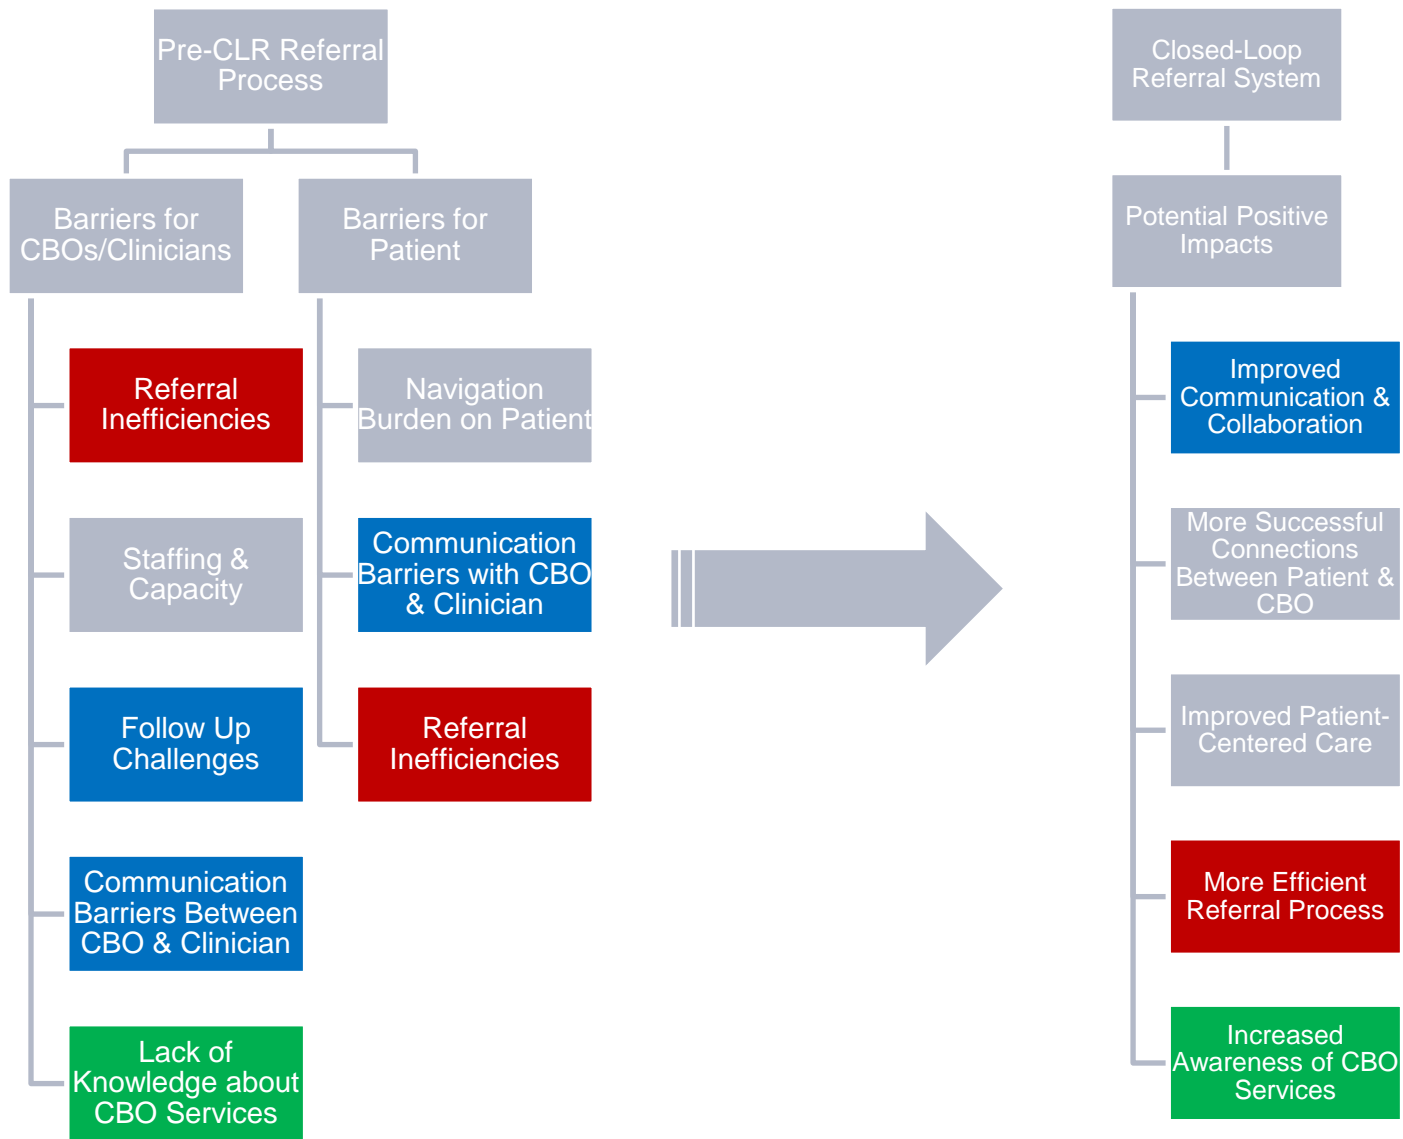 Pre-CLR Referral
Process
Barriers for
CBOs/Clinicians
Referral
Inefficiencies
Staffing &
Capacity
Follow Up
Challenges
Communication
Barriers Between
CBO & Clinician
Lack of
Knowledge about
CBO Services
Barriers for
Patient
Navigation
Burden on Patient
Communication
Barriers with CBO
& Clinician
Referral
Inefficiencies
Closed-Loop
Referral System
Potential Positive
Impacts
Improved
Communication &
Collaboration
More Successful
Connections
Between Patient &
CBO
Improved Patient-
Centered Care
More Efficient
Referral Process
Increased
Awareness of CBO
Services